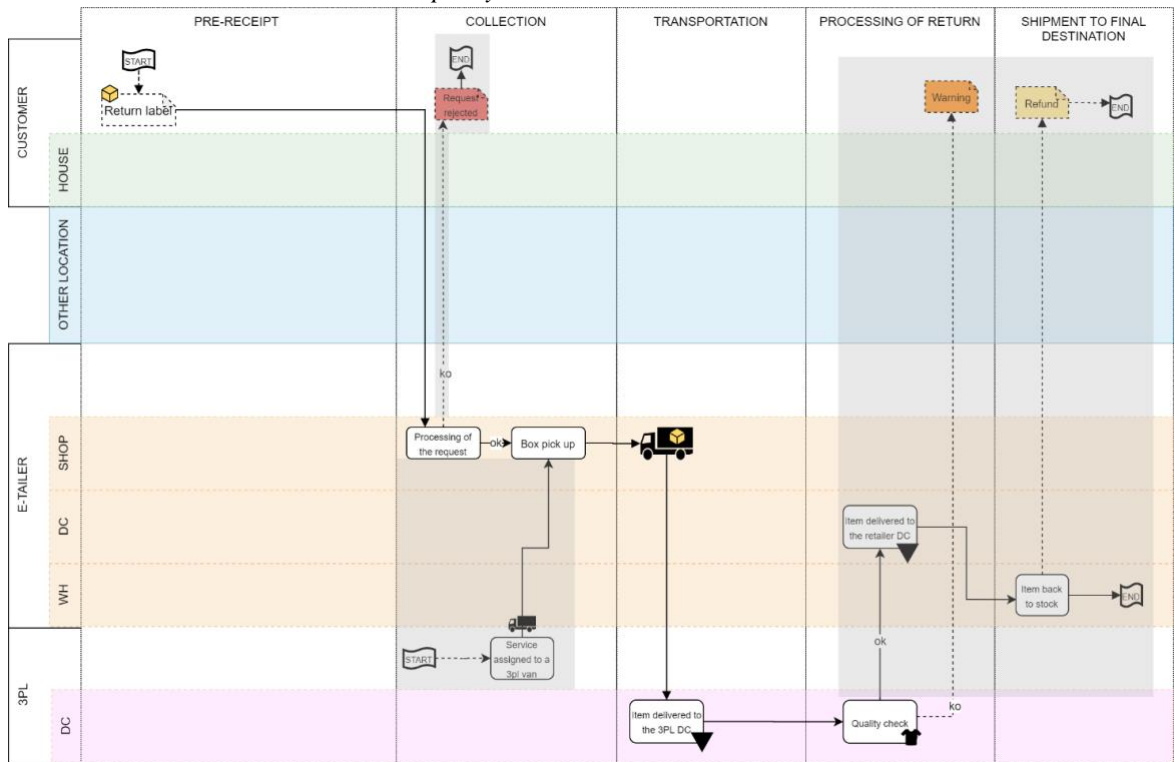 PRE-RECEIPT
COLLECTION
TRANSPORTATION
PROCESSING OF RETURN
SHIPMENT TO FINAL
DESTINATION
CUSTOMER
HOUSE
OTHER LOCATION
E-TAILER
SHOP
DC
WH
3PL
DC
START
Return label
END
Request
rejected
Warning
Refund
END
ko
Processing of
the request
ok
Box pick up
Item delivered to
the retailer DC
Item back
to stock
END
START
Service
assigned to a
3pl van
ok
ko
Item delivered to
the 3PL DC
Quality check